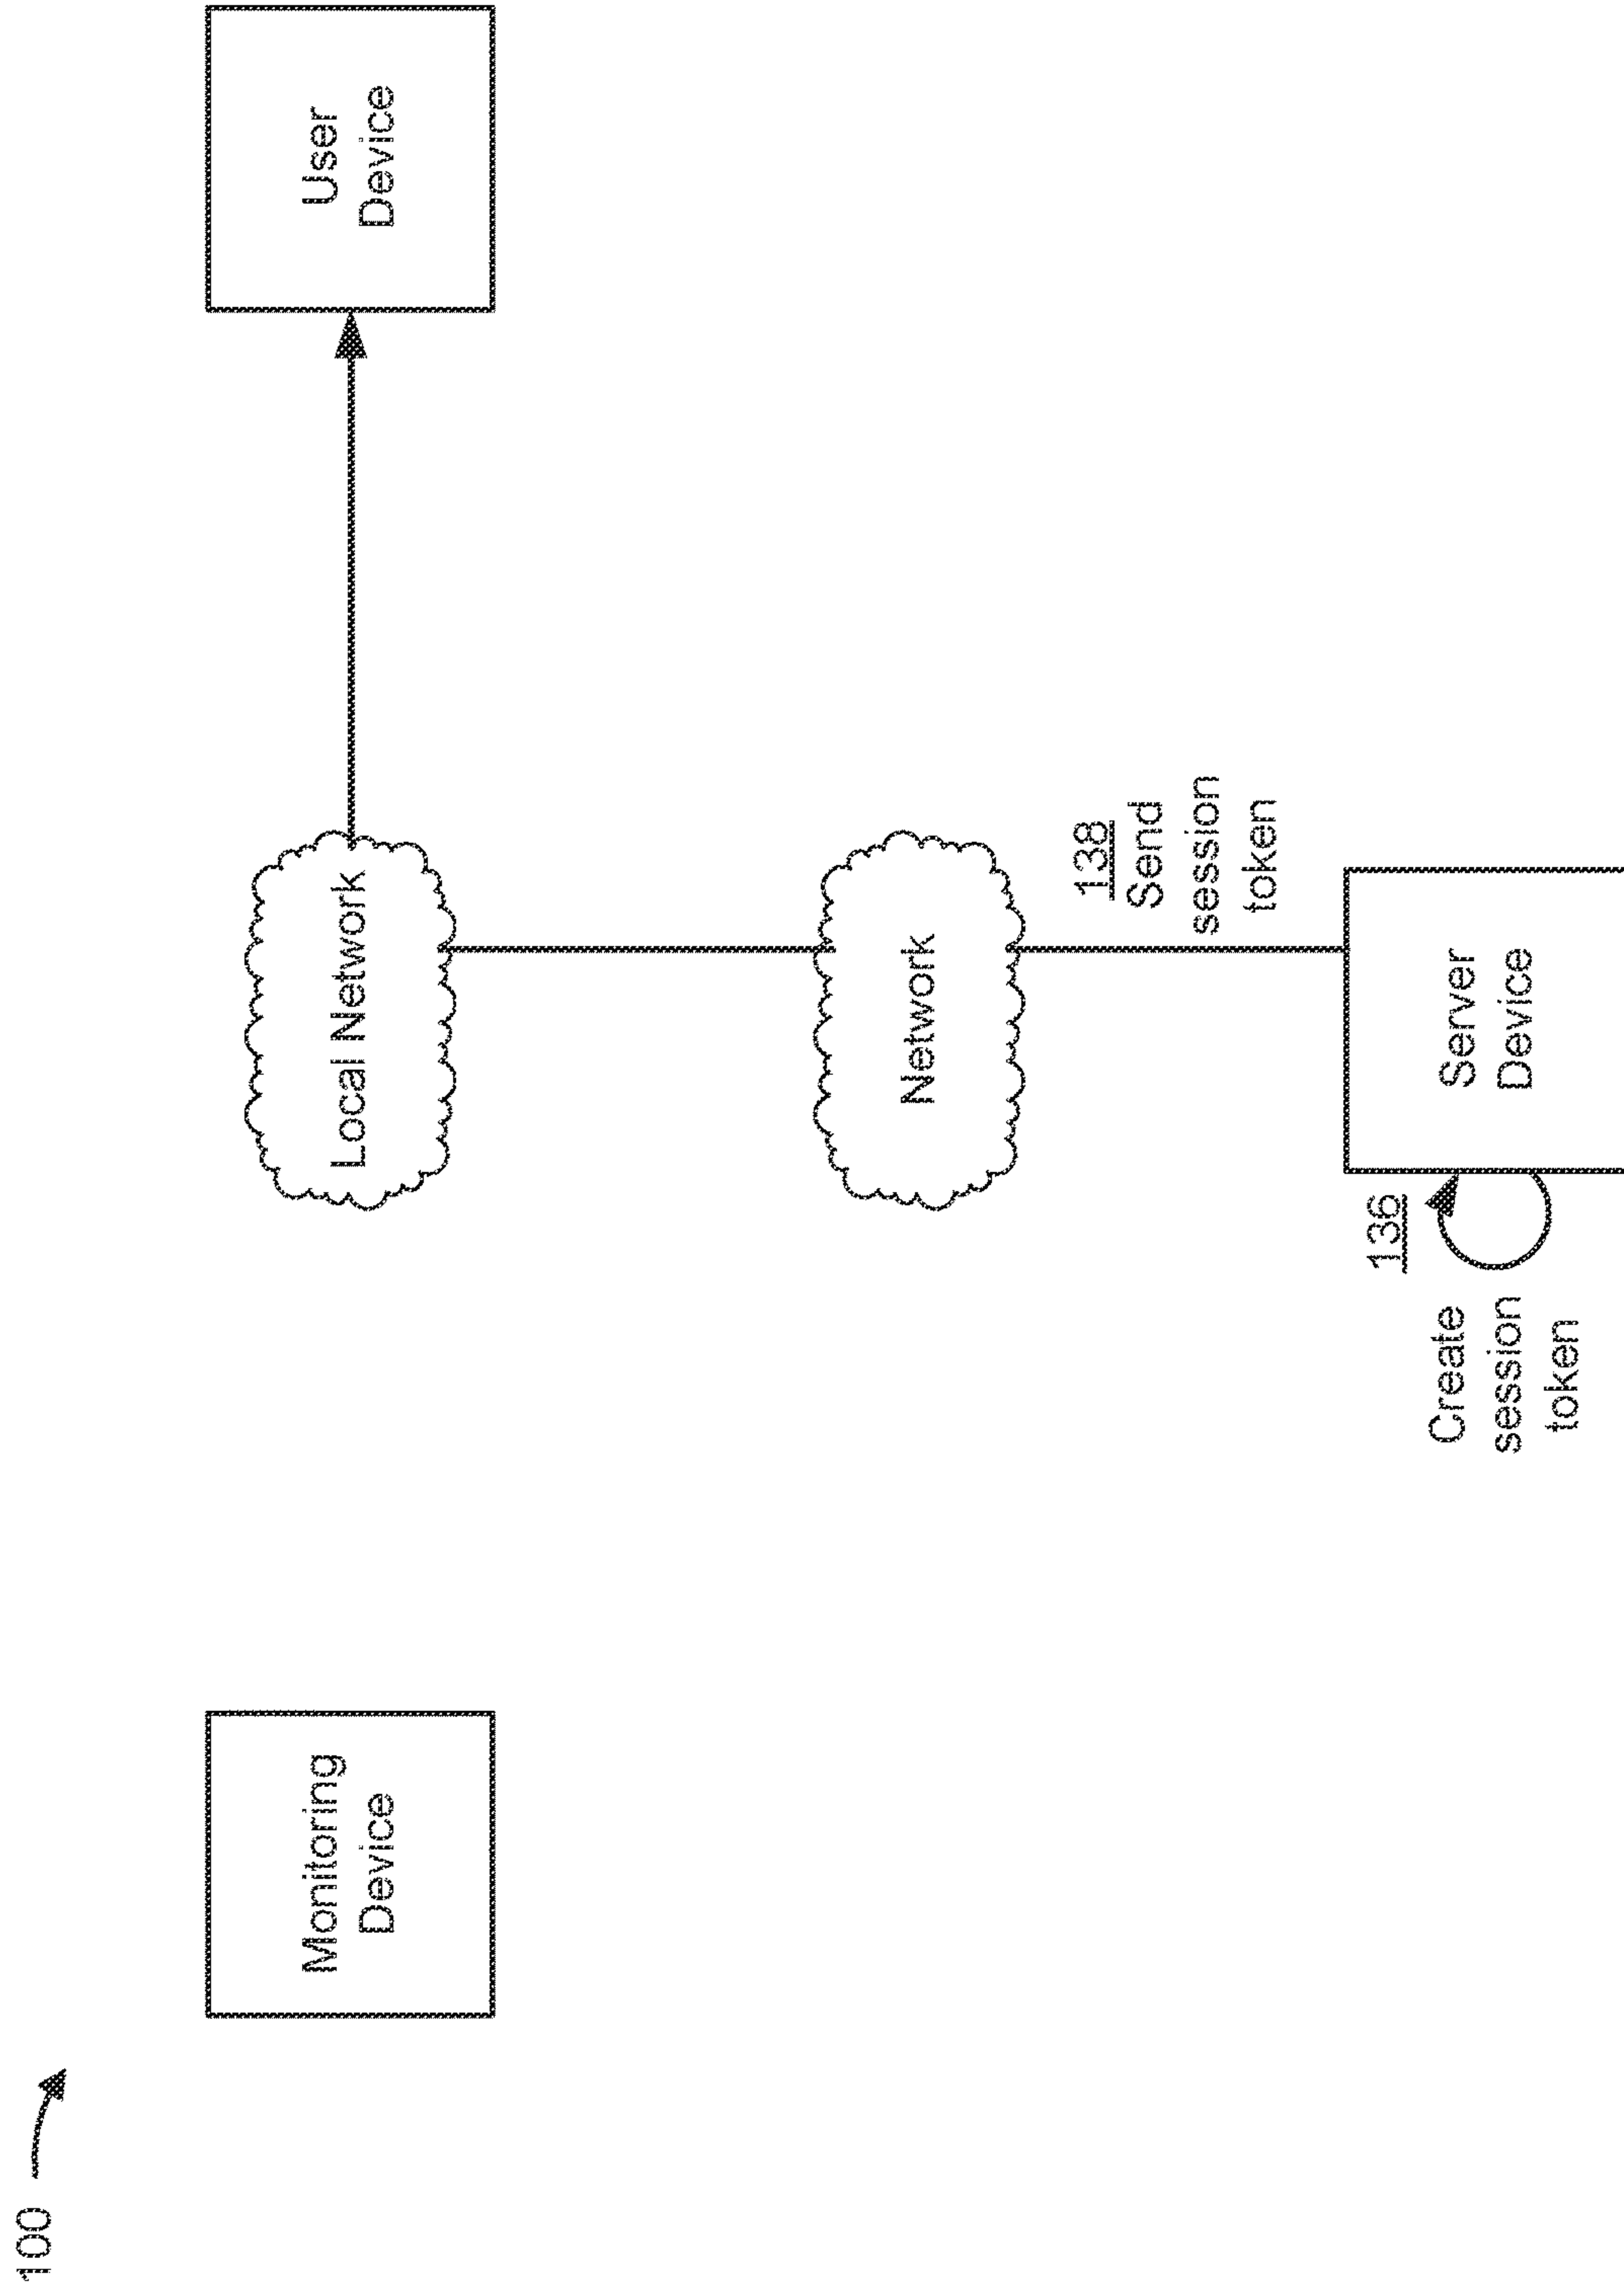 100
Monitoring
Device
Local Network
User
Device
Network
138
Send
session
token
136
Create
session
token
Server
Device